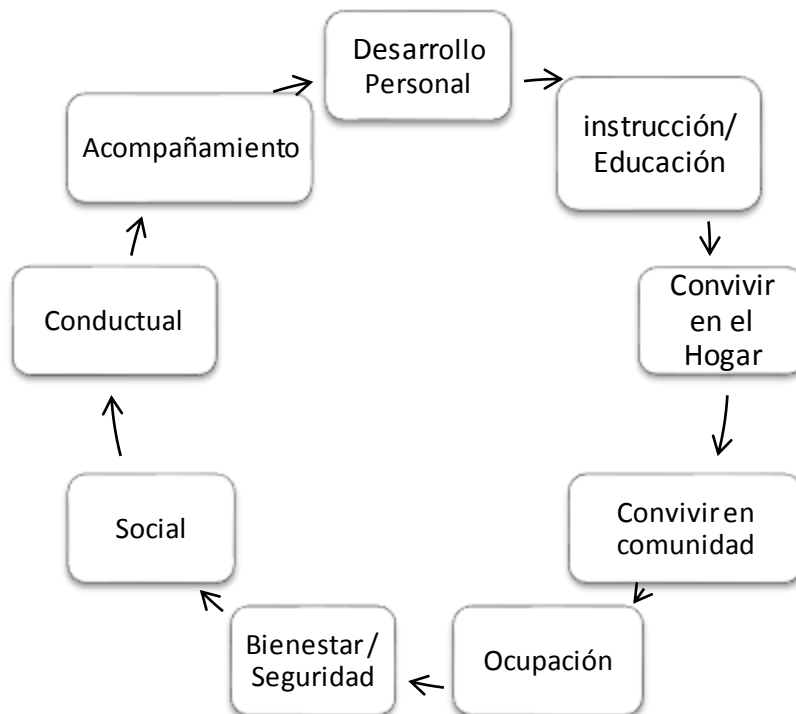 Desarrollo
Personal
instrucción/
Educación
Convivir
en el
Hogar
Convivir en
comunidad
Ocupación
Bienestar/
Seguridad
Social
Conductual
Acompañamiento